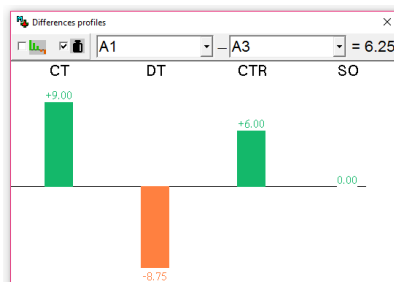 Differences profiles
A1 – A3 = 6.25
CT DT CTR SO
+9.00
+6.00
0.00
-8.75